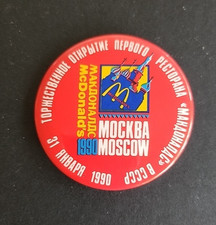 ТОРЖЕСТВЕННОЕ ОТКРЫТИЕ ПЕРВОГО РЕСТОРАНА «МАКДОНАЛДС» В СССР
31 ЯНВАРЯ 1990
МАКДОНАЛДС
McDonald's
1990
МОСКВА
MOSCOW